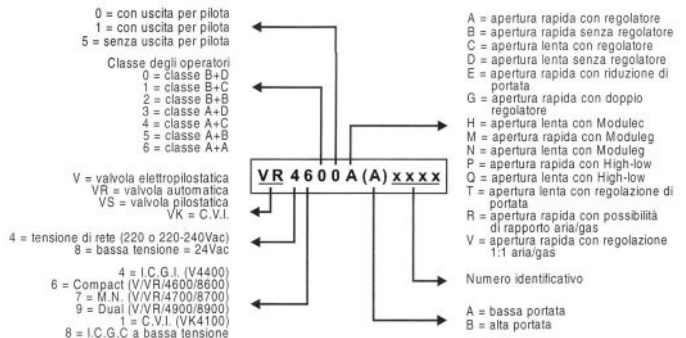 0 = con uscita per pilota
1 = con uscita per pilota
5 = senza uscita per pilota
Classe degli operatori
0 = classe B+D
1 = classe B+C
2 = classe B+B
3 = classe A+D
4 = classe A+C
5 = classe A+B
6 = classe A+A
V = valvola elettropilostatica
VR = valvola automatica
VS = valvola pilostatica
VK = C.V.I.
4 = tensione di rete (220 o 220-240Vac)
8 = bassa tensione = 24Vac
4 = I.C.G.I. (V4400)
6 = Compact (V/VR/4600/8600)
7 = M.N. (V/VR/4700/8700)
9 = Dual (V/VR/4900/8900)
1 = C.V.I. (VK4100)
8 = I.C.G.C a bassa tensione
VR 4 6 0 0 A (A) x x x x
A = apertura rapida con regolatore
B = apertura rapida senza regolatore
C = apertura lenta con regolatore
D = apertura lenta senza regolatore
E = apertura rapida con riduzione di
portata
G = apertura rapida con doppio
regolatore
H = apertura lenta con Modulec
M = apertura rapida con Moduleg
N = apertura lenta con Moduleg
P = apertura rapida con High-low
Q = apertura lenta con High-low
T = apertura lenta con regolazione di
portata
R = apertura rapida con possibilità
di rapporto aria/gas
V = apertura rapida con regolazione
1:1 aria/gas
Numero identificativo
A = bassa portata
B = alta portata